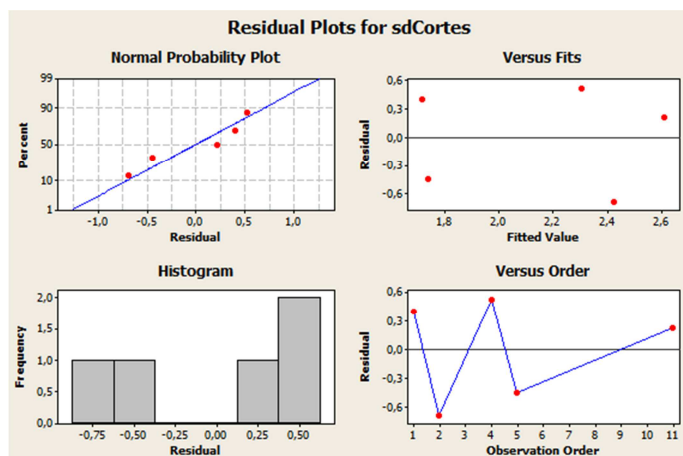 Residual Plots for sdCortes
Normal Probability Plot
99
90
50
10
1
Percent
-1,0 -0,5 0,0 0,5 1,0
Residual
Versus Fits
0,6
0,3
0,0
-0,3
-0,6
Residual
1,8 2,0 2,2 2,4 2,6
Fitted Value
Histogram
2,0
1,5
1,0
0,5
0,0
Frequency
-0,75 -0,50 -0,25 0,00 0,25 0,50
Residual
Versus Order
0,6
0,3
0,0
-0,3
-0,6
Residual
1 2 3 4 5 6 7 8 9 10 11
Observation Order